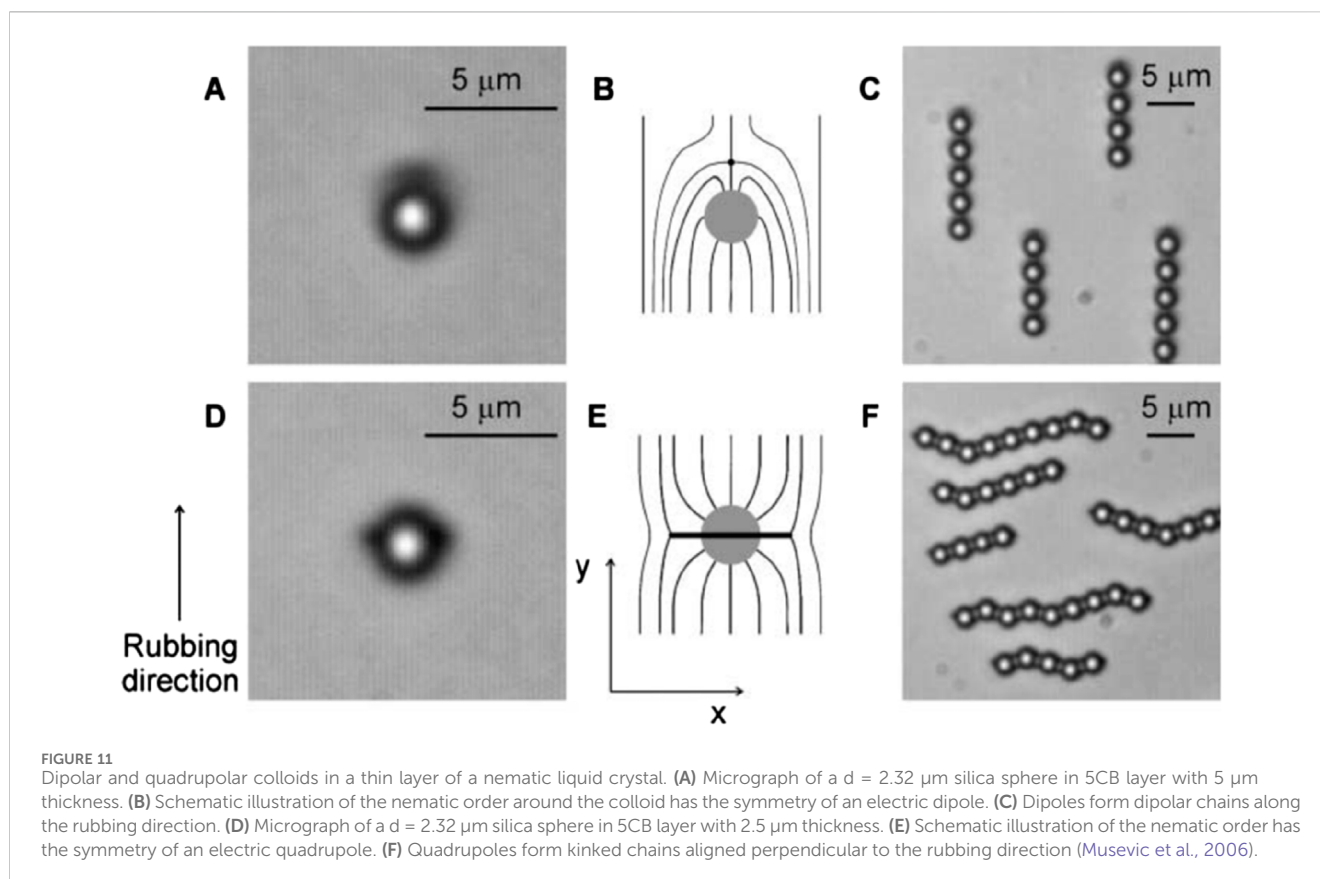 A
5 μm
B
C
5 μm
D
5 μm
E
F
5 μm
Rubbing
direction
y
x
FIGURE 11
Dipolar and quadrupolar colloids in a thin layer of a nematic liquid crystal. (A) Micrograph of a d = 2.32 μm silica sphere in 5CB layer with 5 μm
thickness. (B) Schematic illustration of the nematic order around the colloid has the symmetry of an electric dipole. (C) Dipoles form dipolar chains along
the rubbing direction. (D) Micrograph of a d = 2.32 μm silica sphere in 5CB layer with 2.5 μm thickness. (E) Schematic illustration of the nematic order has
the symmetry of an electric quadrupole. (F) Quadrupoles form kinked chains aligned perpendicular to the rubbing direction (Musevic et al., 2006).